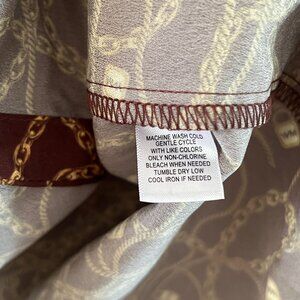 MACHINE WASH COLD
GENTLE CYCLE
WITH LIKE COLORS
ONLY NON-CHLORINE
BLEACH WHEN NEEDED
TUMBLE DRY LOW
COOL IRON IF NEEDED